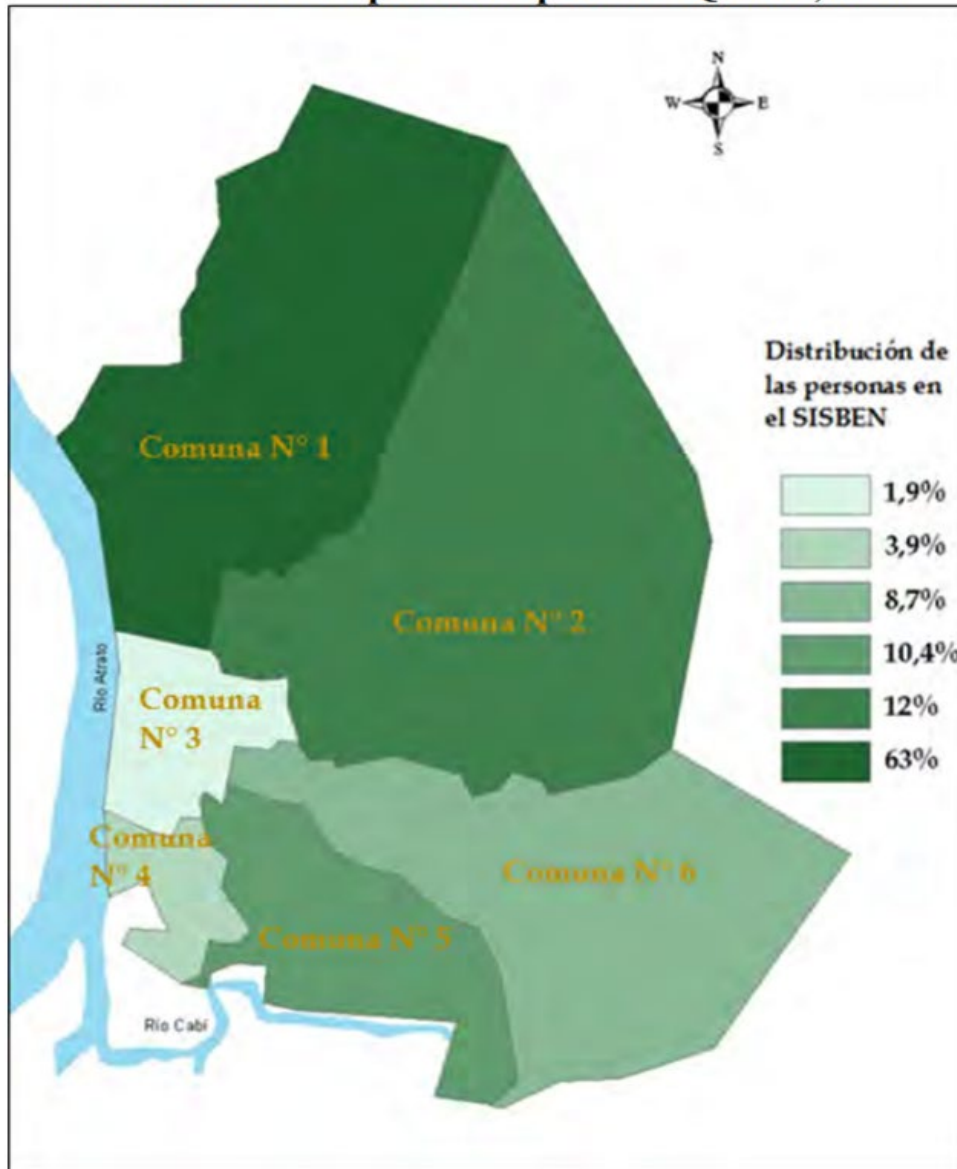 N
W E
S
Distribución de
las personas en
el SISBEN
1,9%
3,9%
8,7%
10,4%
12%
63%
Comuna N° 1
Comuna N° 2
Río Atrato
Comuna
N° 3
Comuna
N° 4
Comuna N° 6
Comuna N° 5
Río Cabí